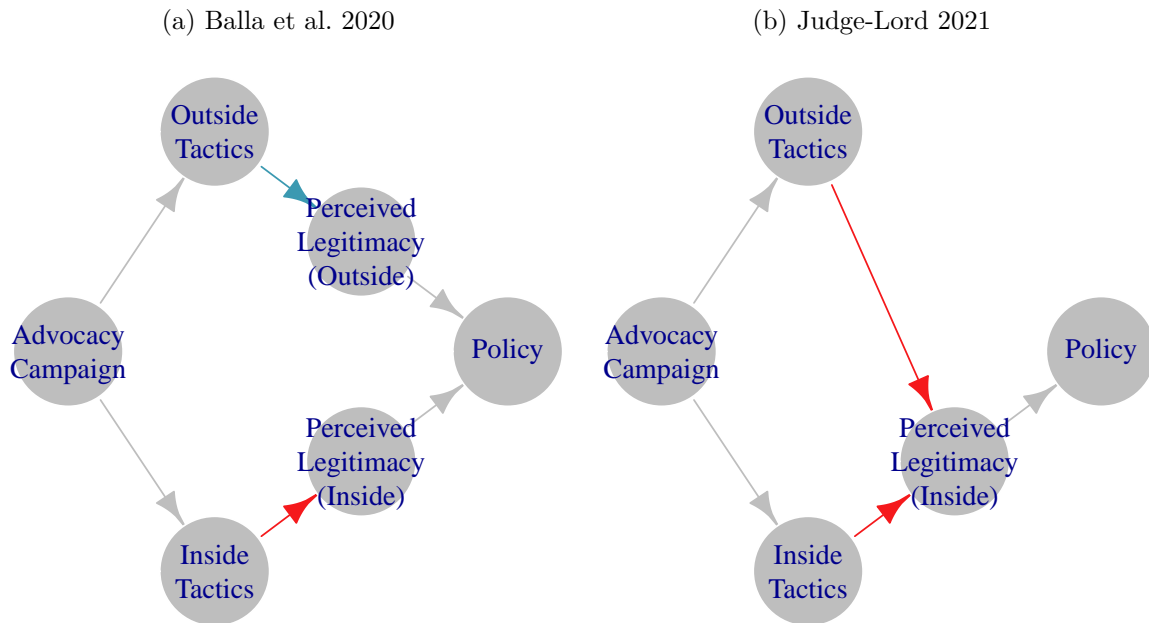 (a) Balla et al. 2020
Outside
Tactics
Perceived
Legitimacy
(Outside)
Advocacy
Campaign
Policy
Perceived
Legitimacy
(Inside)
Inside
Tactics
(b) Judge-Lord 2021
Outside
Tactics
Advocacy
Campaign
Policy
Perceived
Legitimacy
(Inside)
Inside
Tactics